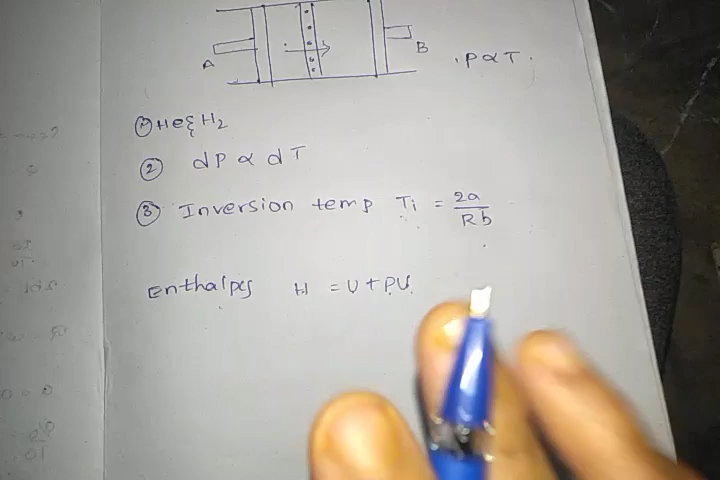 A
B
. P ∝ T .
① He & H₂
② dP ∝ dT
③ Inversion temp Ti = 2a / Rb
Enthalpy H = U + PV